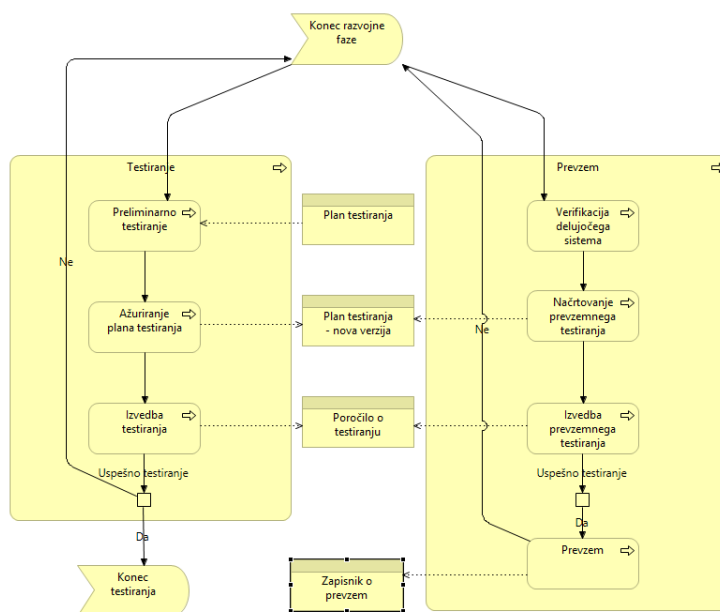 Konec razvojne
faze
Testiranje
Prevzem
Preliminarno
testiranje
Plan testiranja
Verifikacija
delujočega
sistema
Ne
Ažuriranje
plana testiranja
Plan testiranja
- nova verzija
Načrtovanje
prevzemnega
testiranja
Ne
Izvedba
testiranja
Poročilo o
testiranju
Izvedba
prevzemnega
testiranja
Uspešno testiranje
Uspešno testiranje
Da
Da
Konec
testiranja
Zapisnik o
prevzem
Prevzem